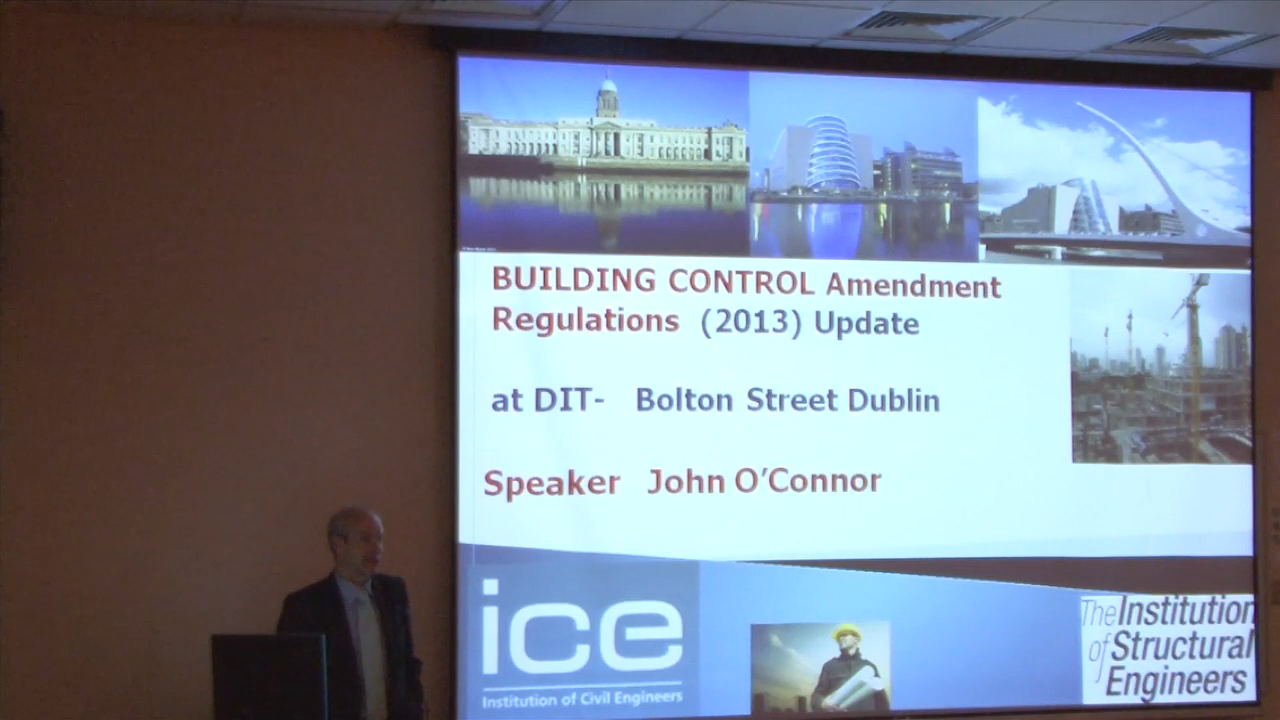 BUILDING CONTROL Amendment
Regulations (2013) Update
at DIT- Bolton Street Dublin
Speaker John O'Connor
ice
Institution of Civil Engineers
The Institution
of Structural
Engineers